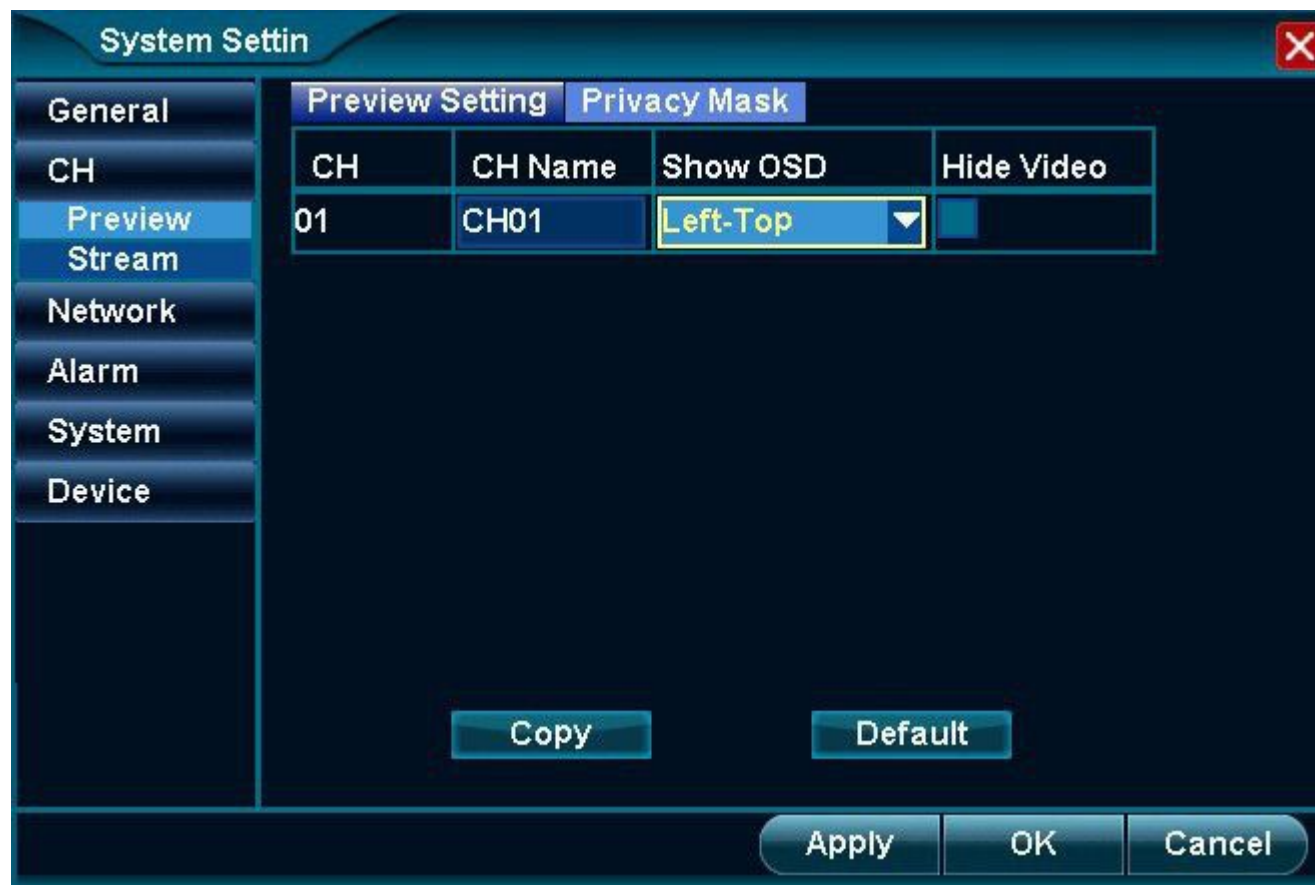 System Settin
General
CH
Preview
Stream
Network
Alarm
System
Device
Preview Setting Privacy Mask
CH CH Name Show OSD Hide Video
01 CH01 Left-Top
Copy Default
Apply OK Cancel